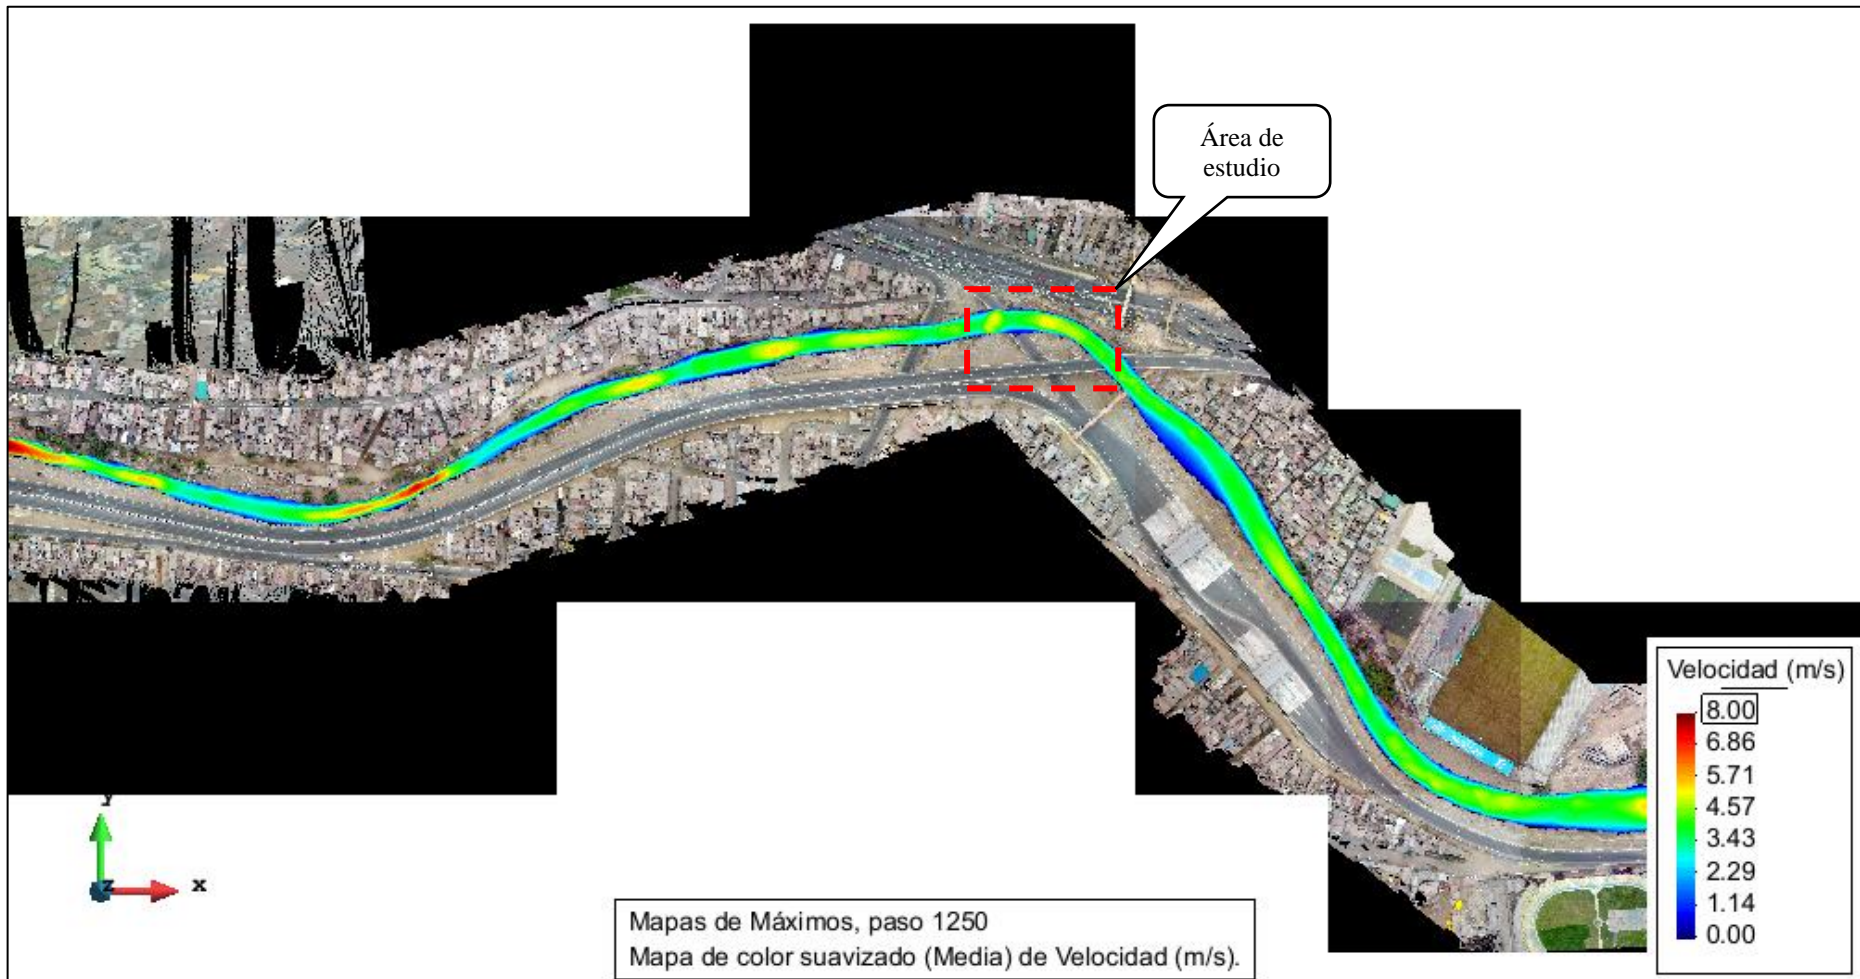 Área de
estudio
Velocidad (m/s)
8.00
6.86
5.71
4.57
3.43
2.29
1.14
0.00
y
z
x
Mapas de Máximos, paso 1250
Mapa de color suavizado (Media) de Velocidad (m/s).